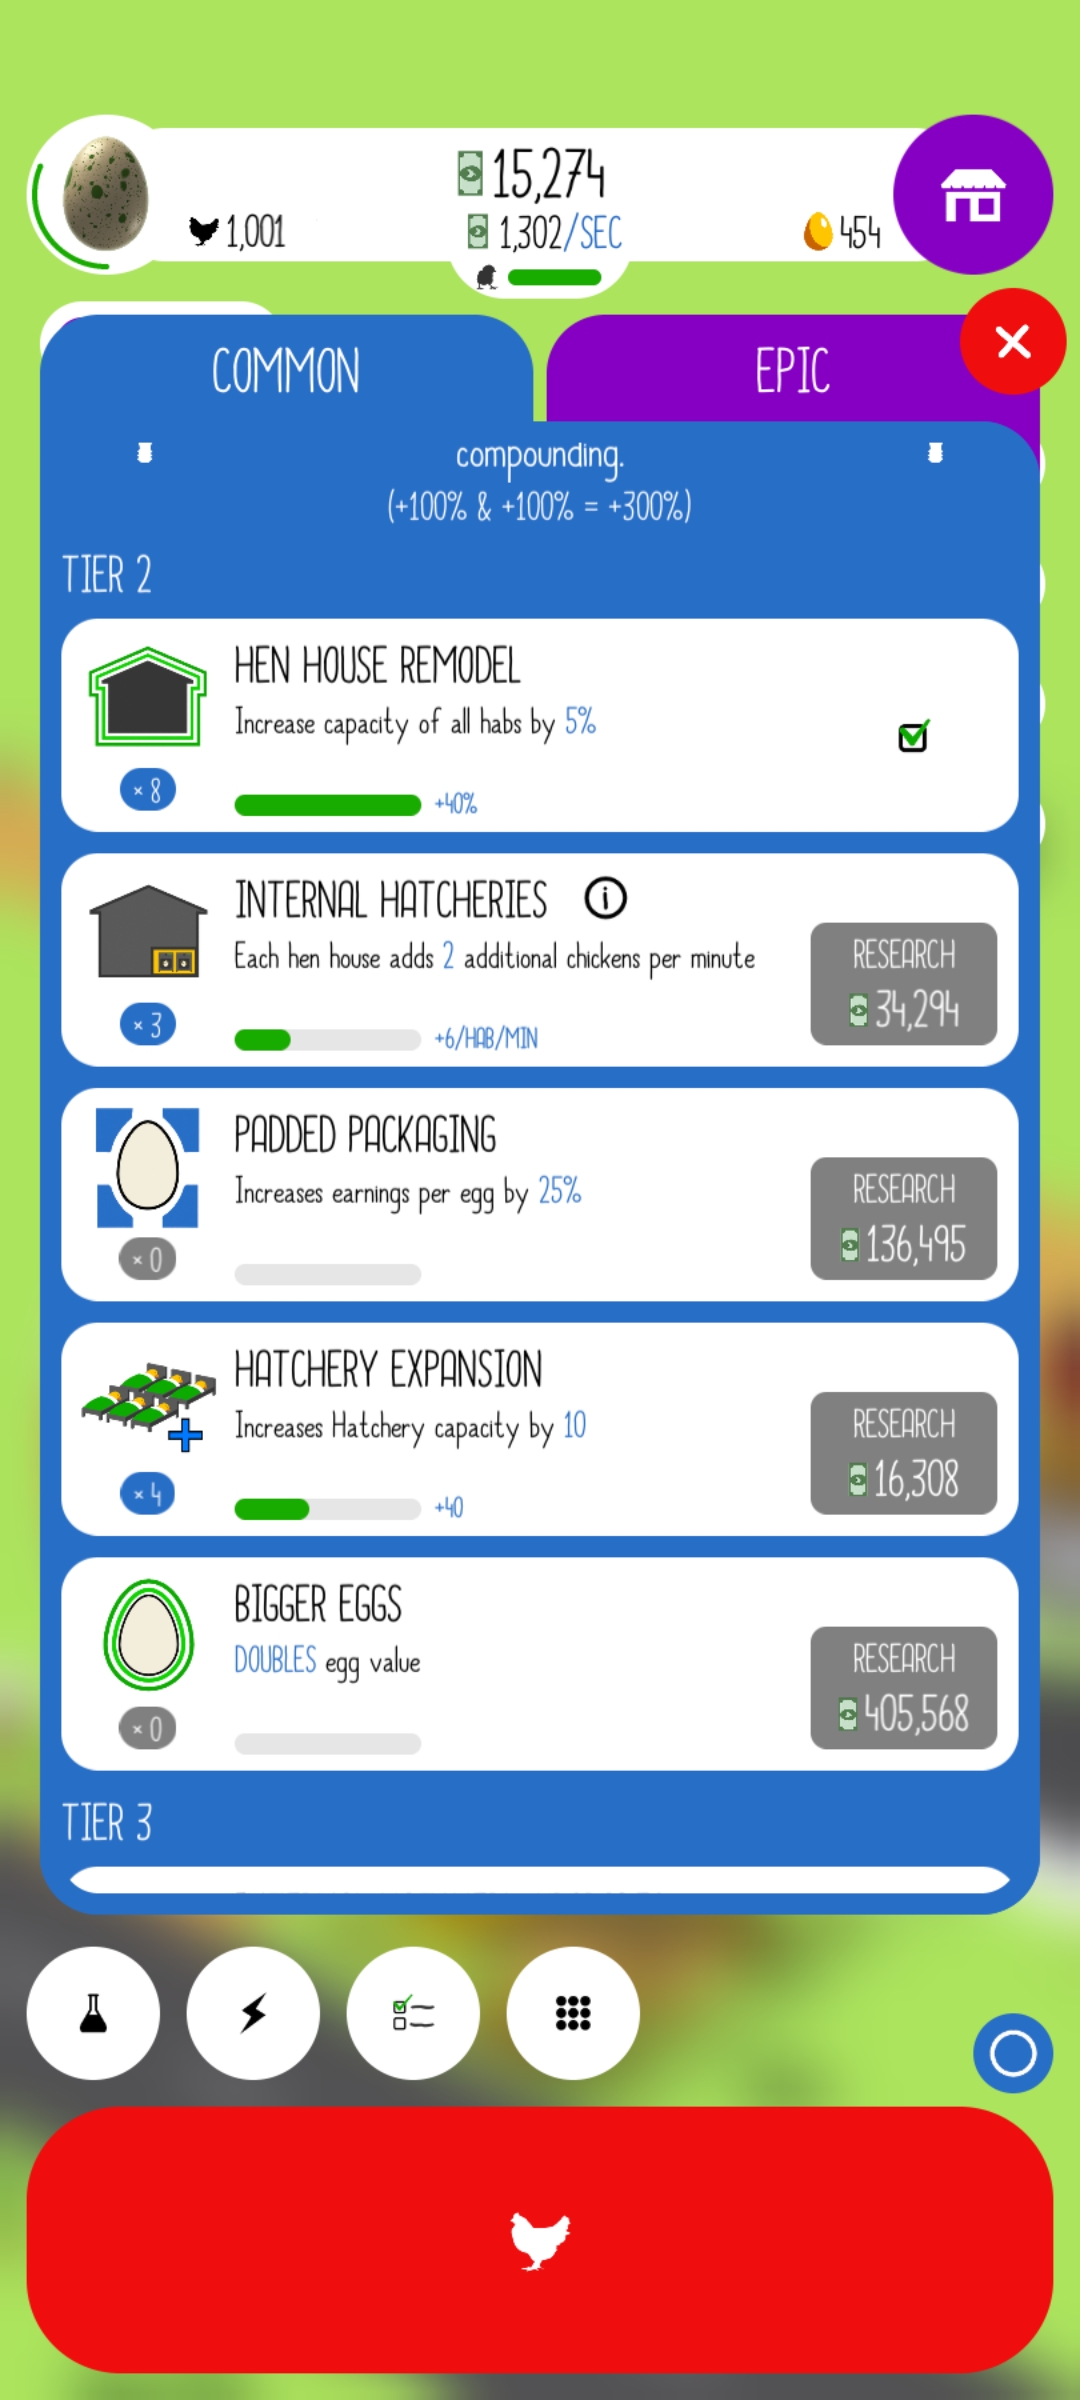 15,274
1,001
1,302/SEC
454
COMMON
EPIC
compounding.
(+100% & +100% = +300%)
TIER 2
HEN HOUSE REMODEL
Increase capacity of all habs by 5%
× 8
+40%
INTERNAL HATCHERIES i
Each hen house adds 2 additional chickens per minute
RESEARCH
34,294
× 3
+6/HAB/MIN
PADDED PACKAGING
Increases earnings per egg by 25%
RESEARCH
136,495
× 0
HATCHERY EXPANSION
Increases Hatchery capacity by 10
RESEARCH
16,308
× 4
+40
BIGGER EGGS
DOUBLES egg value
RESEARCH
405,568
× 0
TIER 3